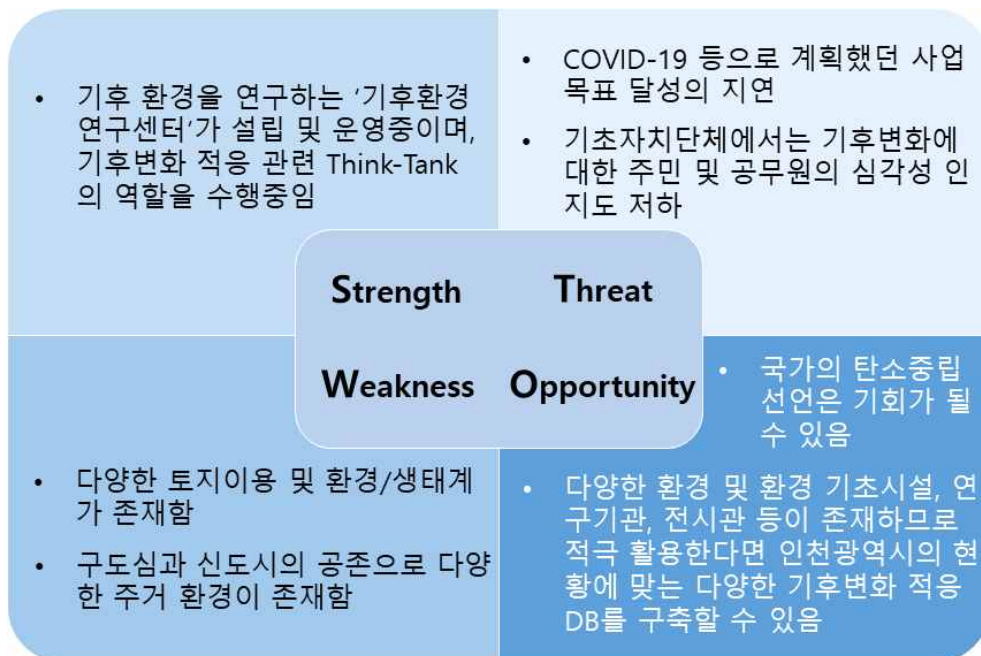 • 기후 환경을 연구하는 '기후환경
연구센터'가 설립 및 운영중이며,
기후변화 적응 관련 Think-Tank
의 역할을 수행중임
• COVID-19 등으로 계획했던 사업
목표 달성의 지연
• 기초자치단체에서는 기후변화에
대한 주민 및 공무원의 심각성 인
지도 저하
Strength
Threat
Weakness
Opportunity
• 다양한 토지이용 및 환경/생태계
가 존재함
• 구도심과 신도시의 공존으로 다양
한 주거 환경이 존재함
• 국가의 탄소중립
선언은 기회가 될
수 있음
• 다양한 환경 및 환경 기초시설, 연
구기관, 전시관 등이 존재하므로
적극 활용한다면 인천광역시의 현
황에 맞는 다양한 기후변화 적응
DB를 구축할 수 있음